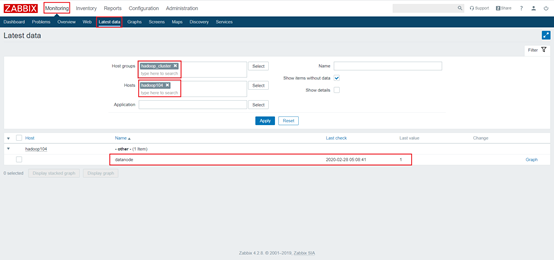 ZABBIX Monitoring Inventory Reports Configuration Administration Support Share
Dashboard Problems Overview Web Latest data Graphs Screens Maps Discovery Services
Latest data
Filter
Host groups hadoop_cluster Select Name
type here to search
Show items without data
Hosts hadoop104 Select
type here to search
Show details
Application Select
Apply Reset
Host Name Last check Last value Change
hadoop104 - other - (1 Item)
datanode 2020-02-29 05:09:41 1 Graph
0 selected Display stacked graph Display graph
Zabbix 4.2.8. © 2001–2019, Zabbix SIA